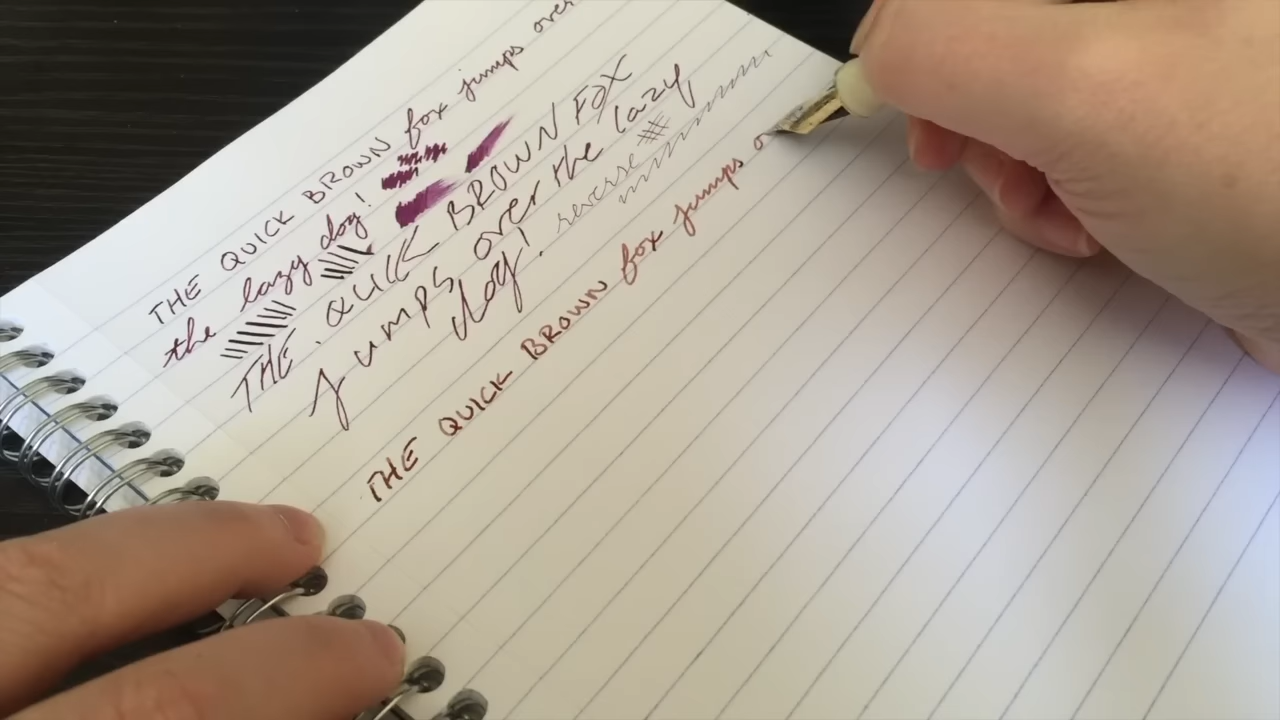 THE QUICK BROWN fox jumps over
the lazy dog!
THE QUICK BROWN FOX
jumps over the lazy
dog! reverse
THE QUICK BROWN fox jumps o